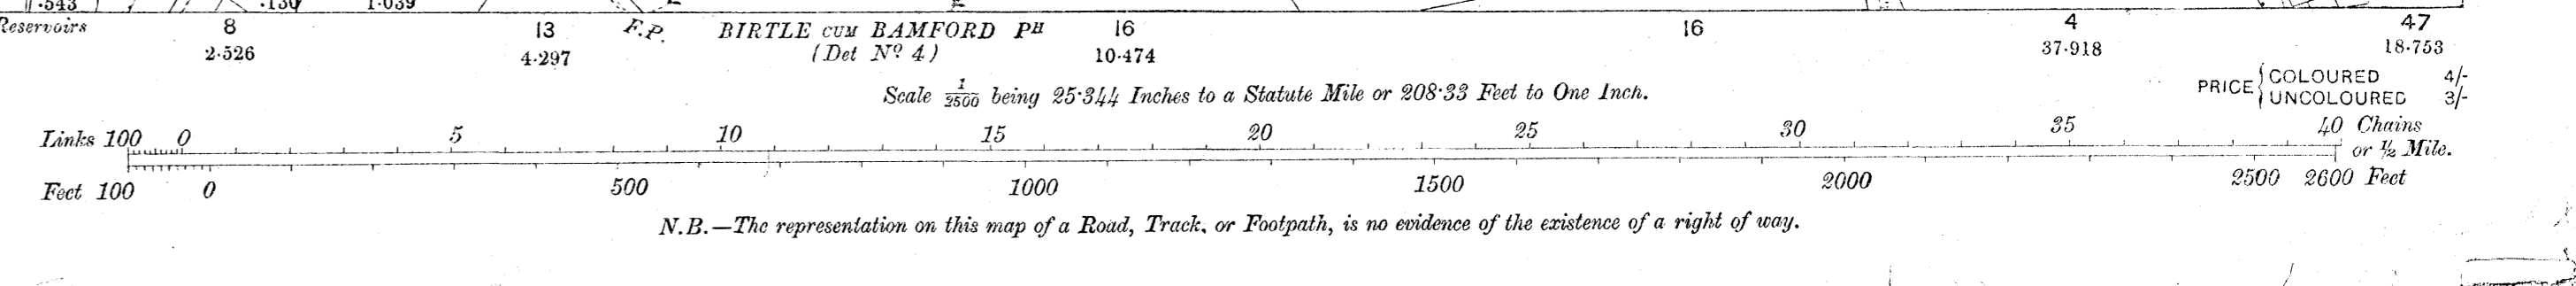 ·543 ·130 1·039
Reservoirs 8 13 F.P. BIRTLE CUM BAMFORD PH 16 16 4 47
2·526 4·297 (Det No. 4) 10·474 37·918 18·753
Scale 1/2500 being 25·344 Inches to a Statute Mile or 208·33 Feet to One Inch.
PRICE { COLOURED 4/-
UNCOLOURED 3/-
Links 100 0 5 10 15 20 25 30 35 40 Chains
or ½ Mile.
Feet 100 0 500 1000 1500 2000 2500 2600 Feet
N.B.—The representation on this map of a Road, Track, or Footpath, is no evidence of the existence of a right of way.